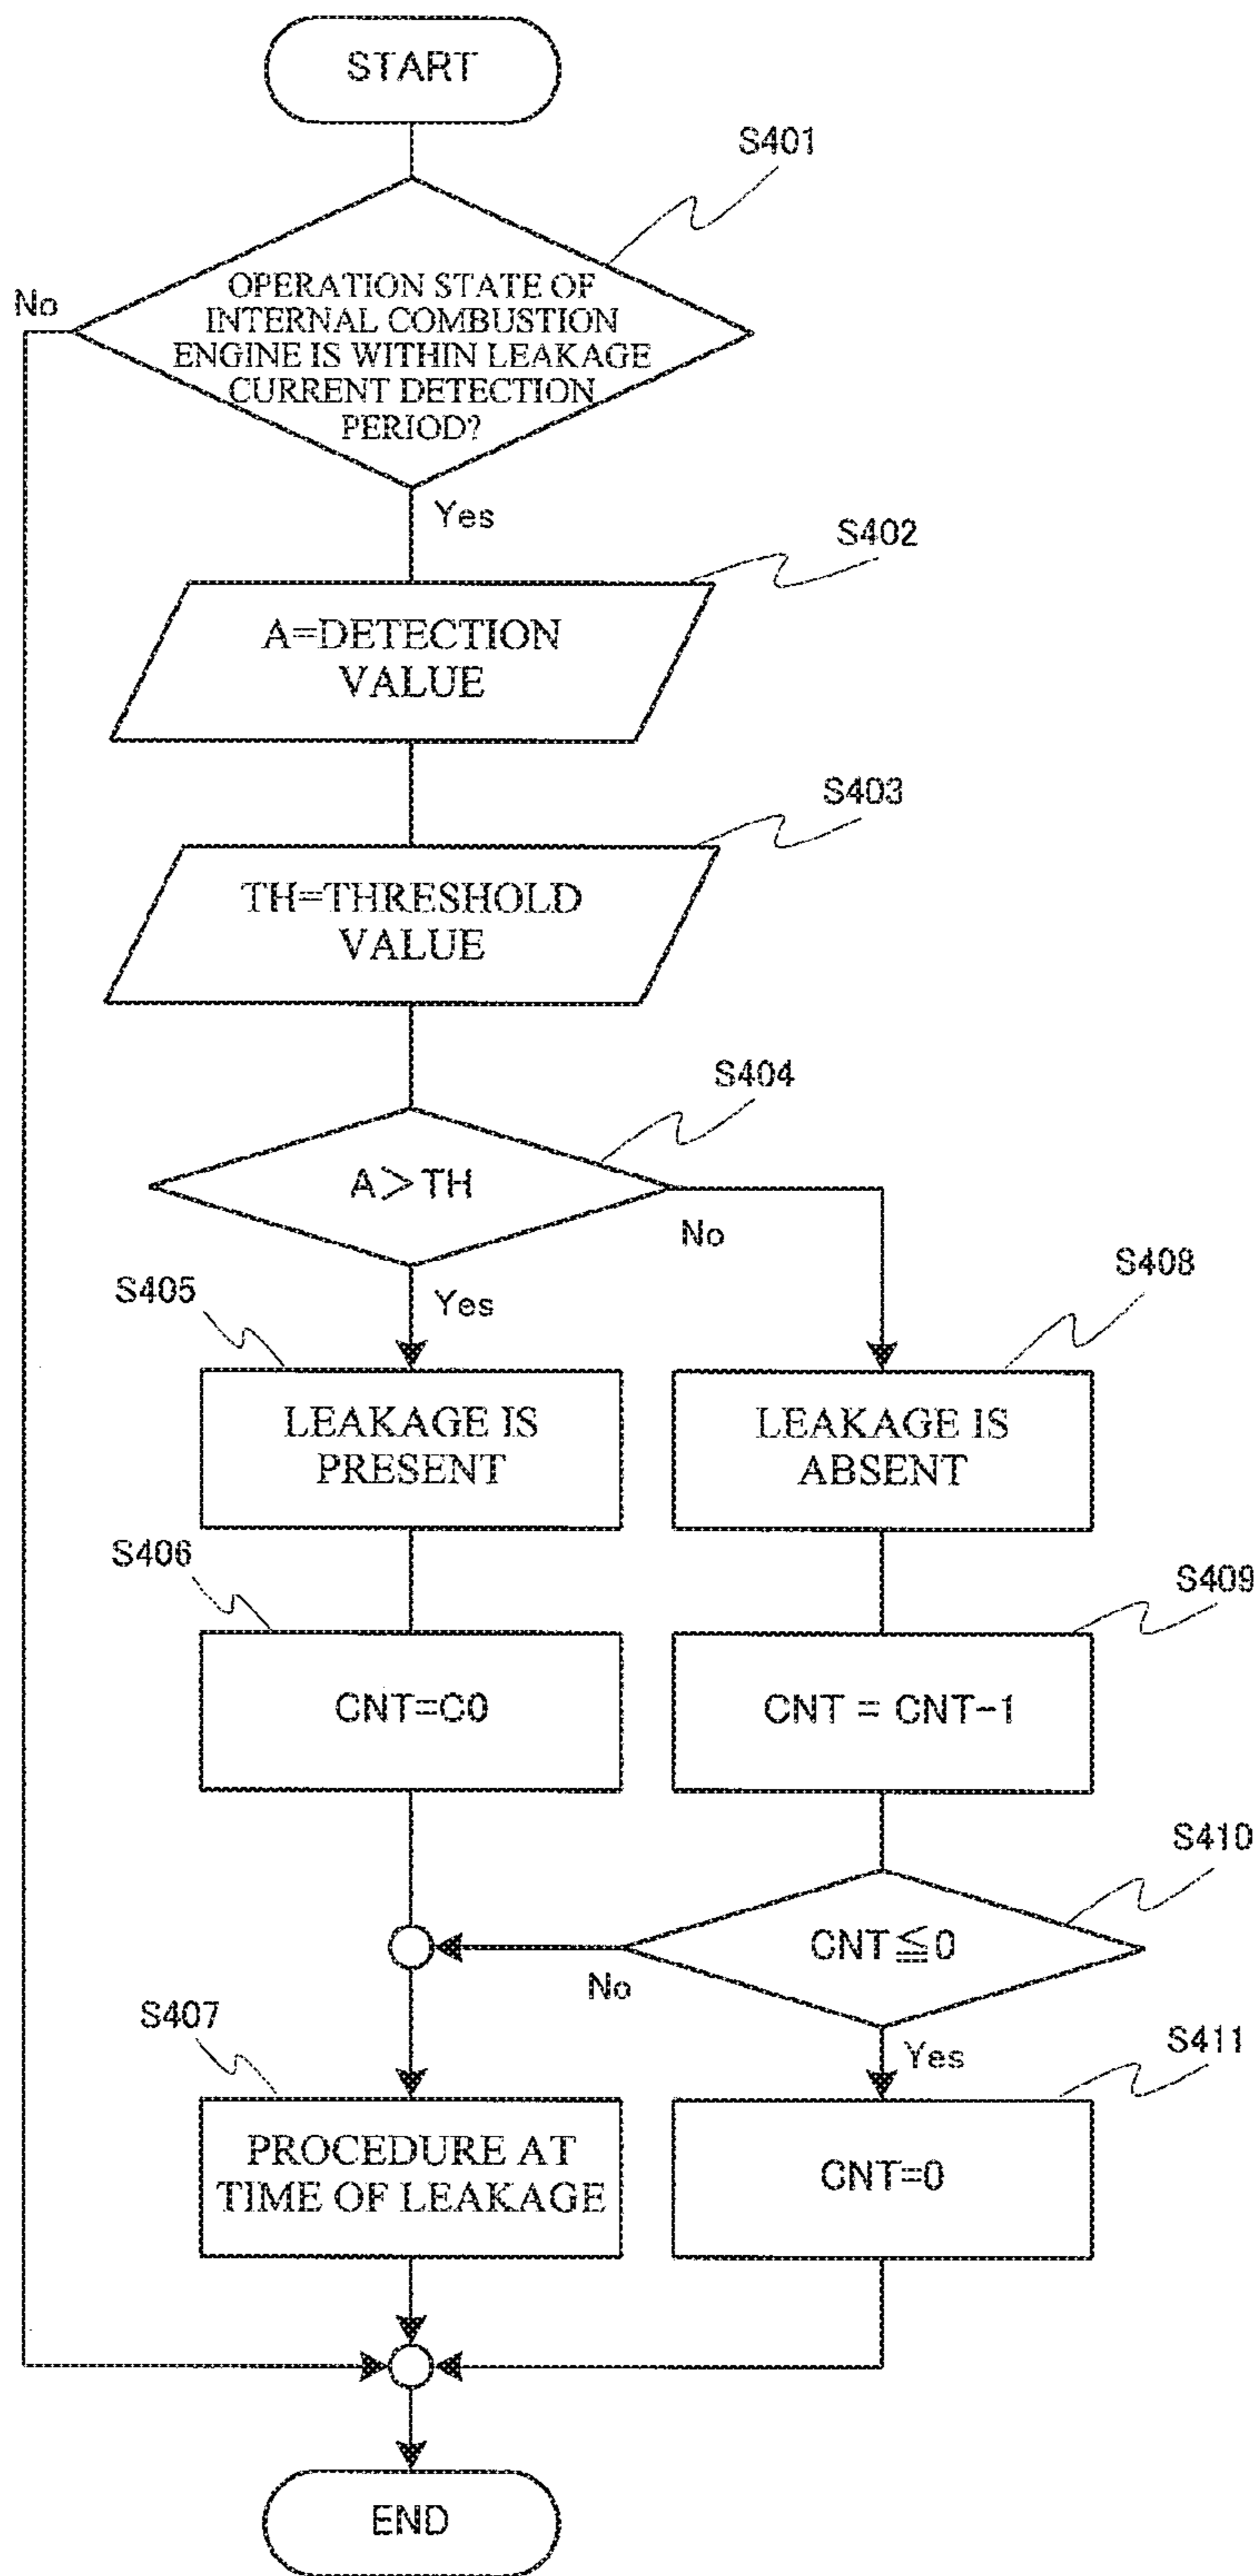 START
S401
No
OPERATION STATE OF
INTERNAL COMBUSTION
ENGINE IS WITHIN LEAKAGE
CURRENT DETECTION
PERIOD?
Yes
S402
A=DETECTION
VALUE
S403
TH=THRESHOLD
VALUE
S404
A>TH
No
Yes
S405
LEAKAGE IS
PRESENT
S408
LEAKAGE IS
ABSENT
S406
CNT=C0
S409
CNT = CNT-1
S410
CNT≦0
No
Yes
S407
PROCEDURE AT
TIME OF LEAKAGE
S411
CNT=0
END